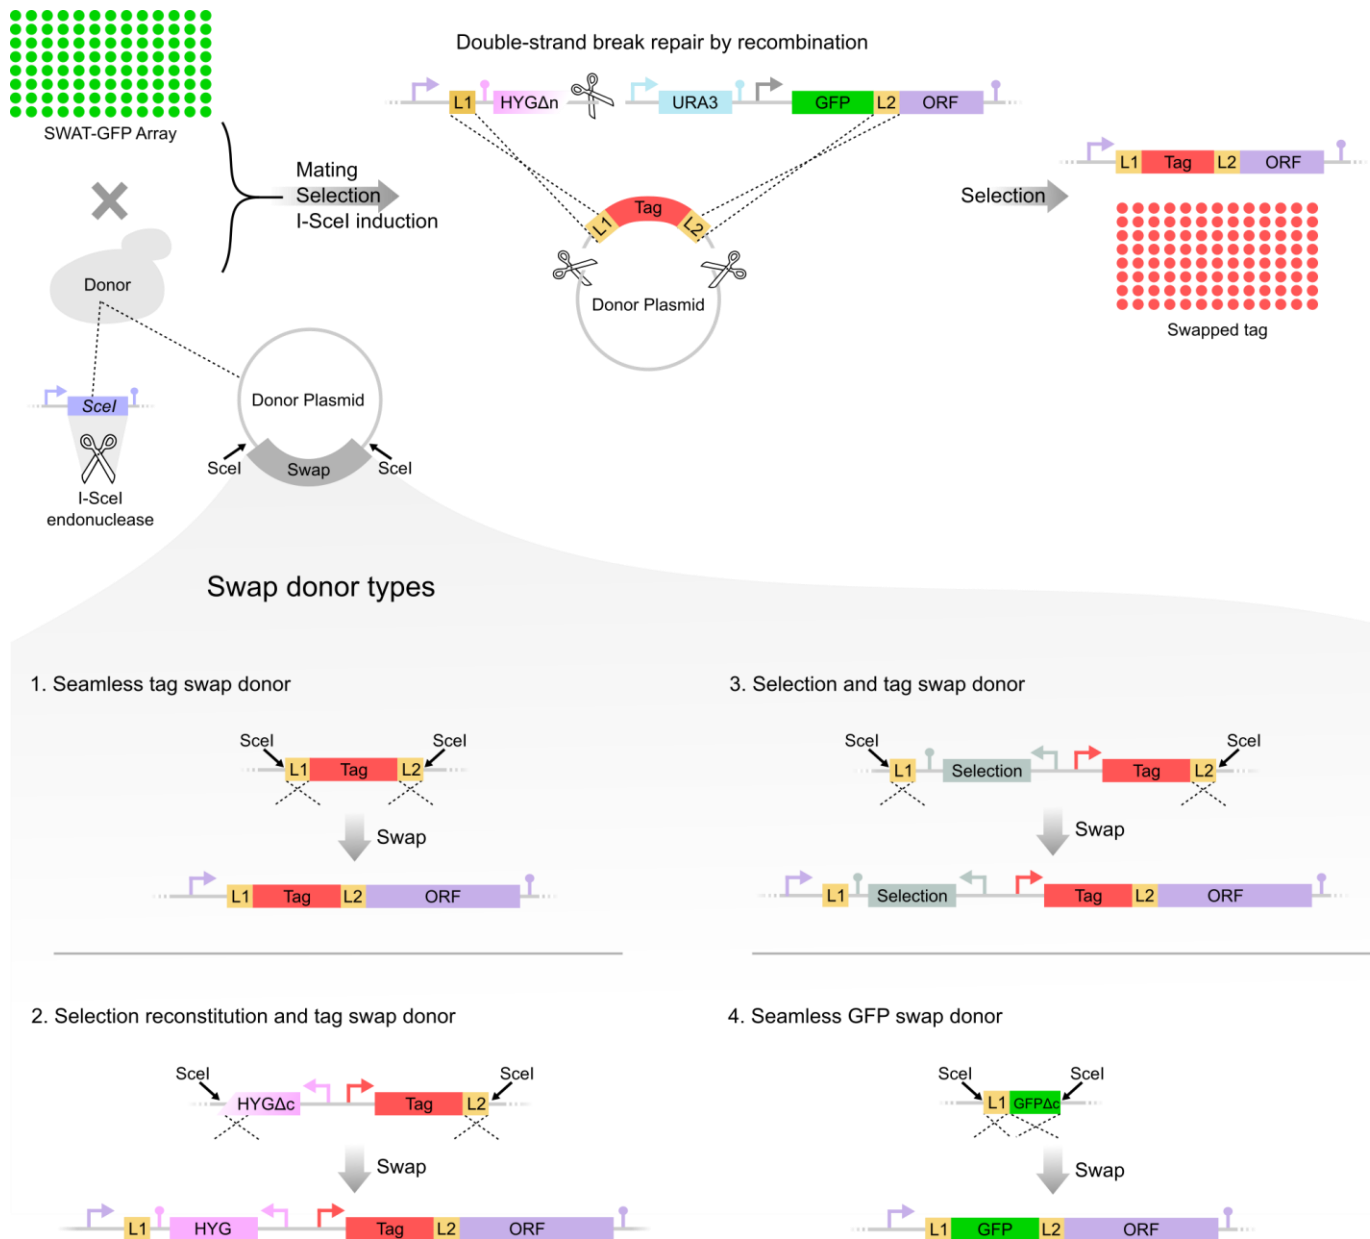 Double-strand break repair by recombination
L1 HYGΔn URA3 GFP L2 ORF
SWAT-GFP Array
Mating
Selection
I-SceI induction
Tag
L1 L2
Donor Plasmid
Selection
L1 Tag L2 ORF
Swapped tag
Donor
SceI
I-SceI
endonuclease
Donor Plasmid
SceI Swap SceI
Swap donor types
1. Seamless tag swap donor
SceI SceI
L1 Tag L2
Swap
L1 Tag L2 ORF
3. Selection and tag swap donor
SceI SceI
L1 Selection Tag L2
Swap
L1 Selection Tag L2 ORF
2. Selection reconstitution and tag swap donor
SceI SceI
HYGΔc Tag L2
Swap
L1 HYG Tag L2 ORF
4. Seamless GFP swap donor
SceI SceI
L1 GFPΔc
Swap
L1 GFP L2 ORF